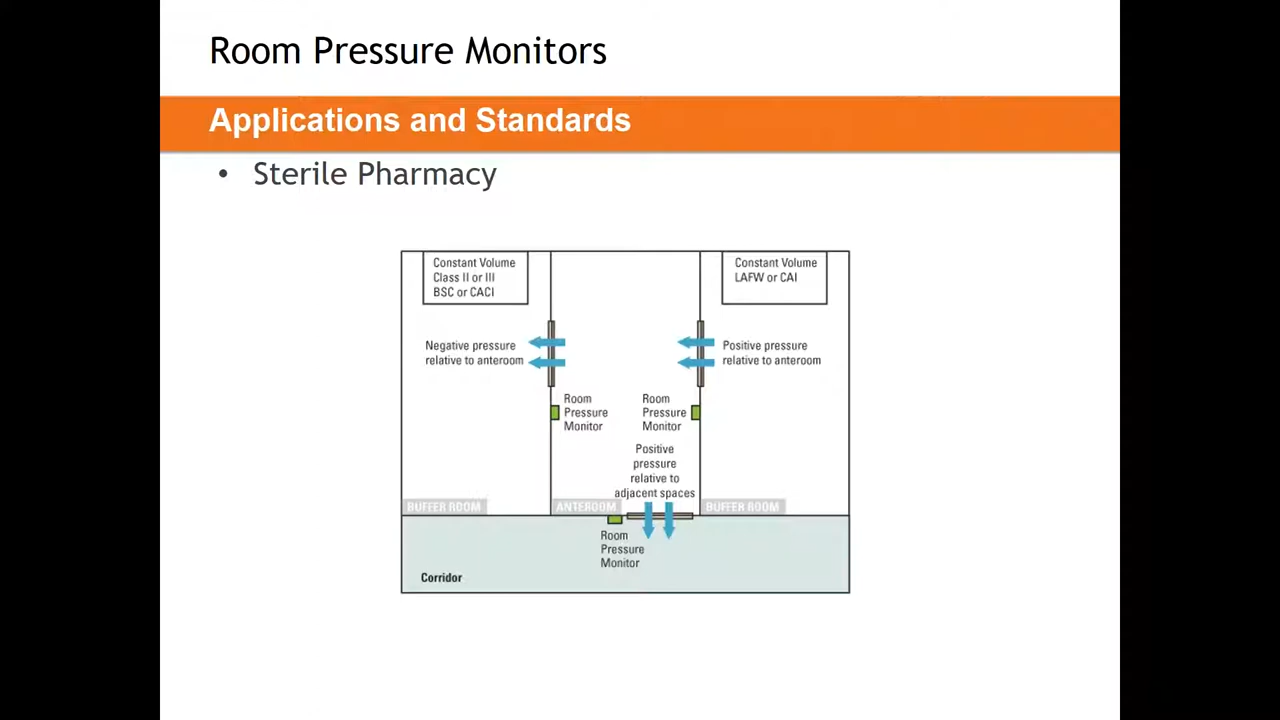 Room Pressure Monitors
Applications and Standards
• Sterile Pharmacy
Constant Volume
Class II or III
BSC or CACI
Constant Volume
LAFW or CAI
Negative pressure
relative to anteroom
Positive pressure
relative to anteroom
Room
Pressure
Monitor
Room
Pressure
Monitor
Positive
pressure
relative to
adjacent spaces
BUFFER ROOM
ANTEROOM
BUFFER ROOM
Room
Pressure
Monitor
Corridor